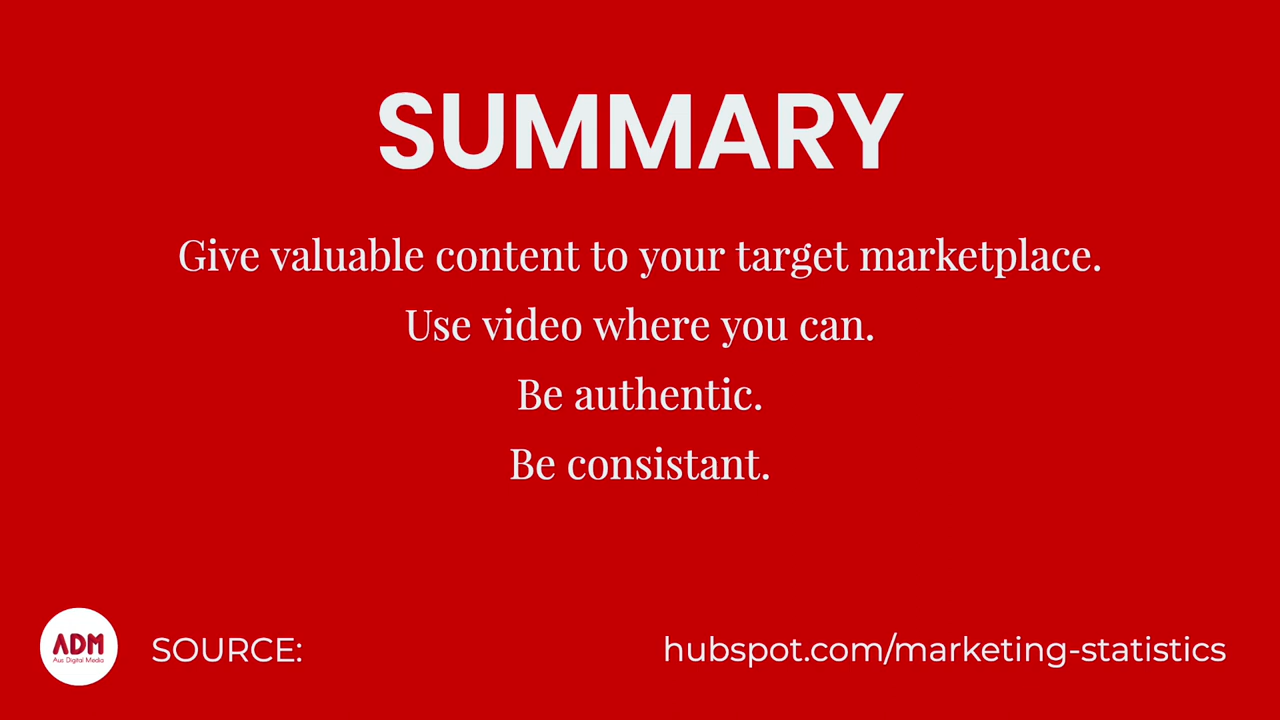 SUMMARY
Give valuable content to your target marketplace.
Use video where you can.
Be authentic.
Be consistant.
ADM
Aus Digital Media
SOURCE:
hubspot.com/marketing-statistics